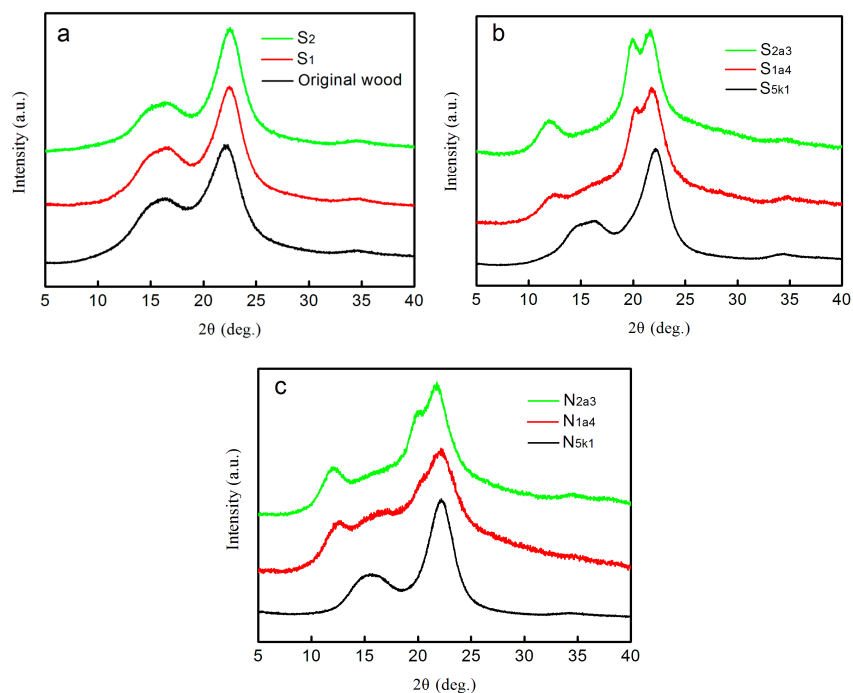 a
S2
S1
Original wood
Intensity (a.u.)
5 10 15 20 25 30 35 40
2θ (deg.)
b
S2a3
S1a4
S5k1
Intensity (a.u.)
5 10 15 20 25 30 35 40
2θ (deg.)
c
N2a3
N1a4
N5k1
Intensity (a.u.)
5 10 15 20 25 30 35 40
2θ (deg.)